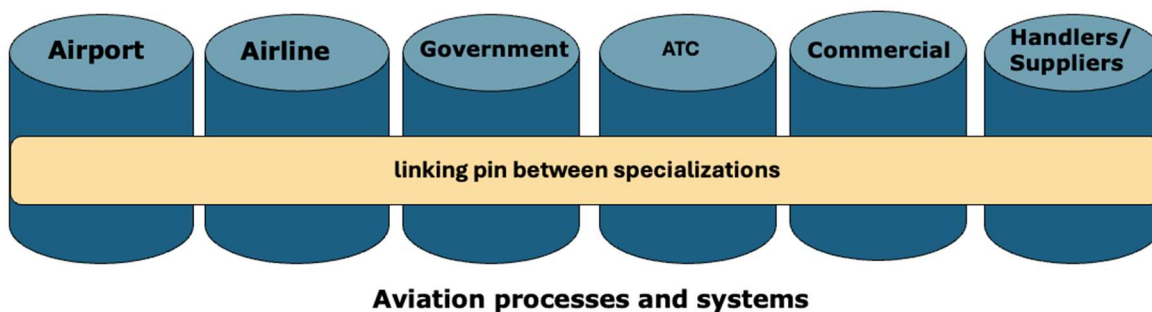 Airport
Airline
Government
ATC
Commercial
Handlers/
Suppliers
linking pin between specializations
Aviation processes and systems